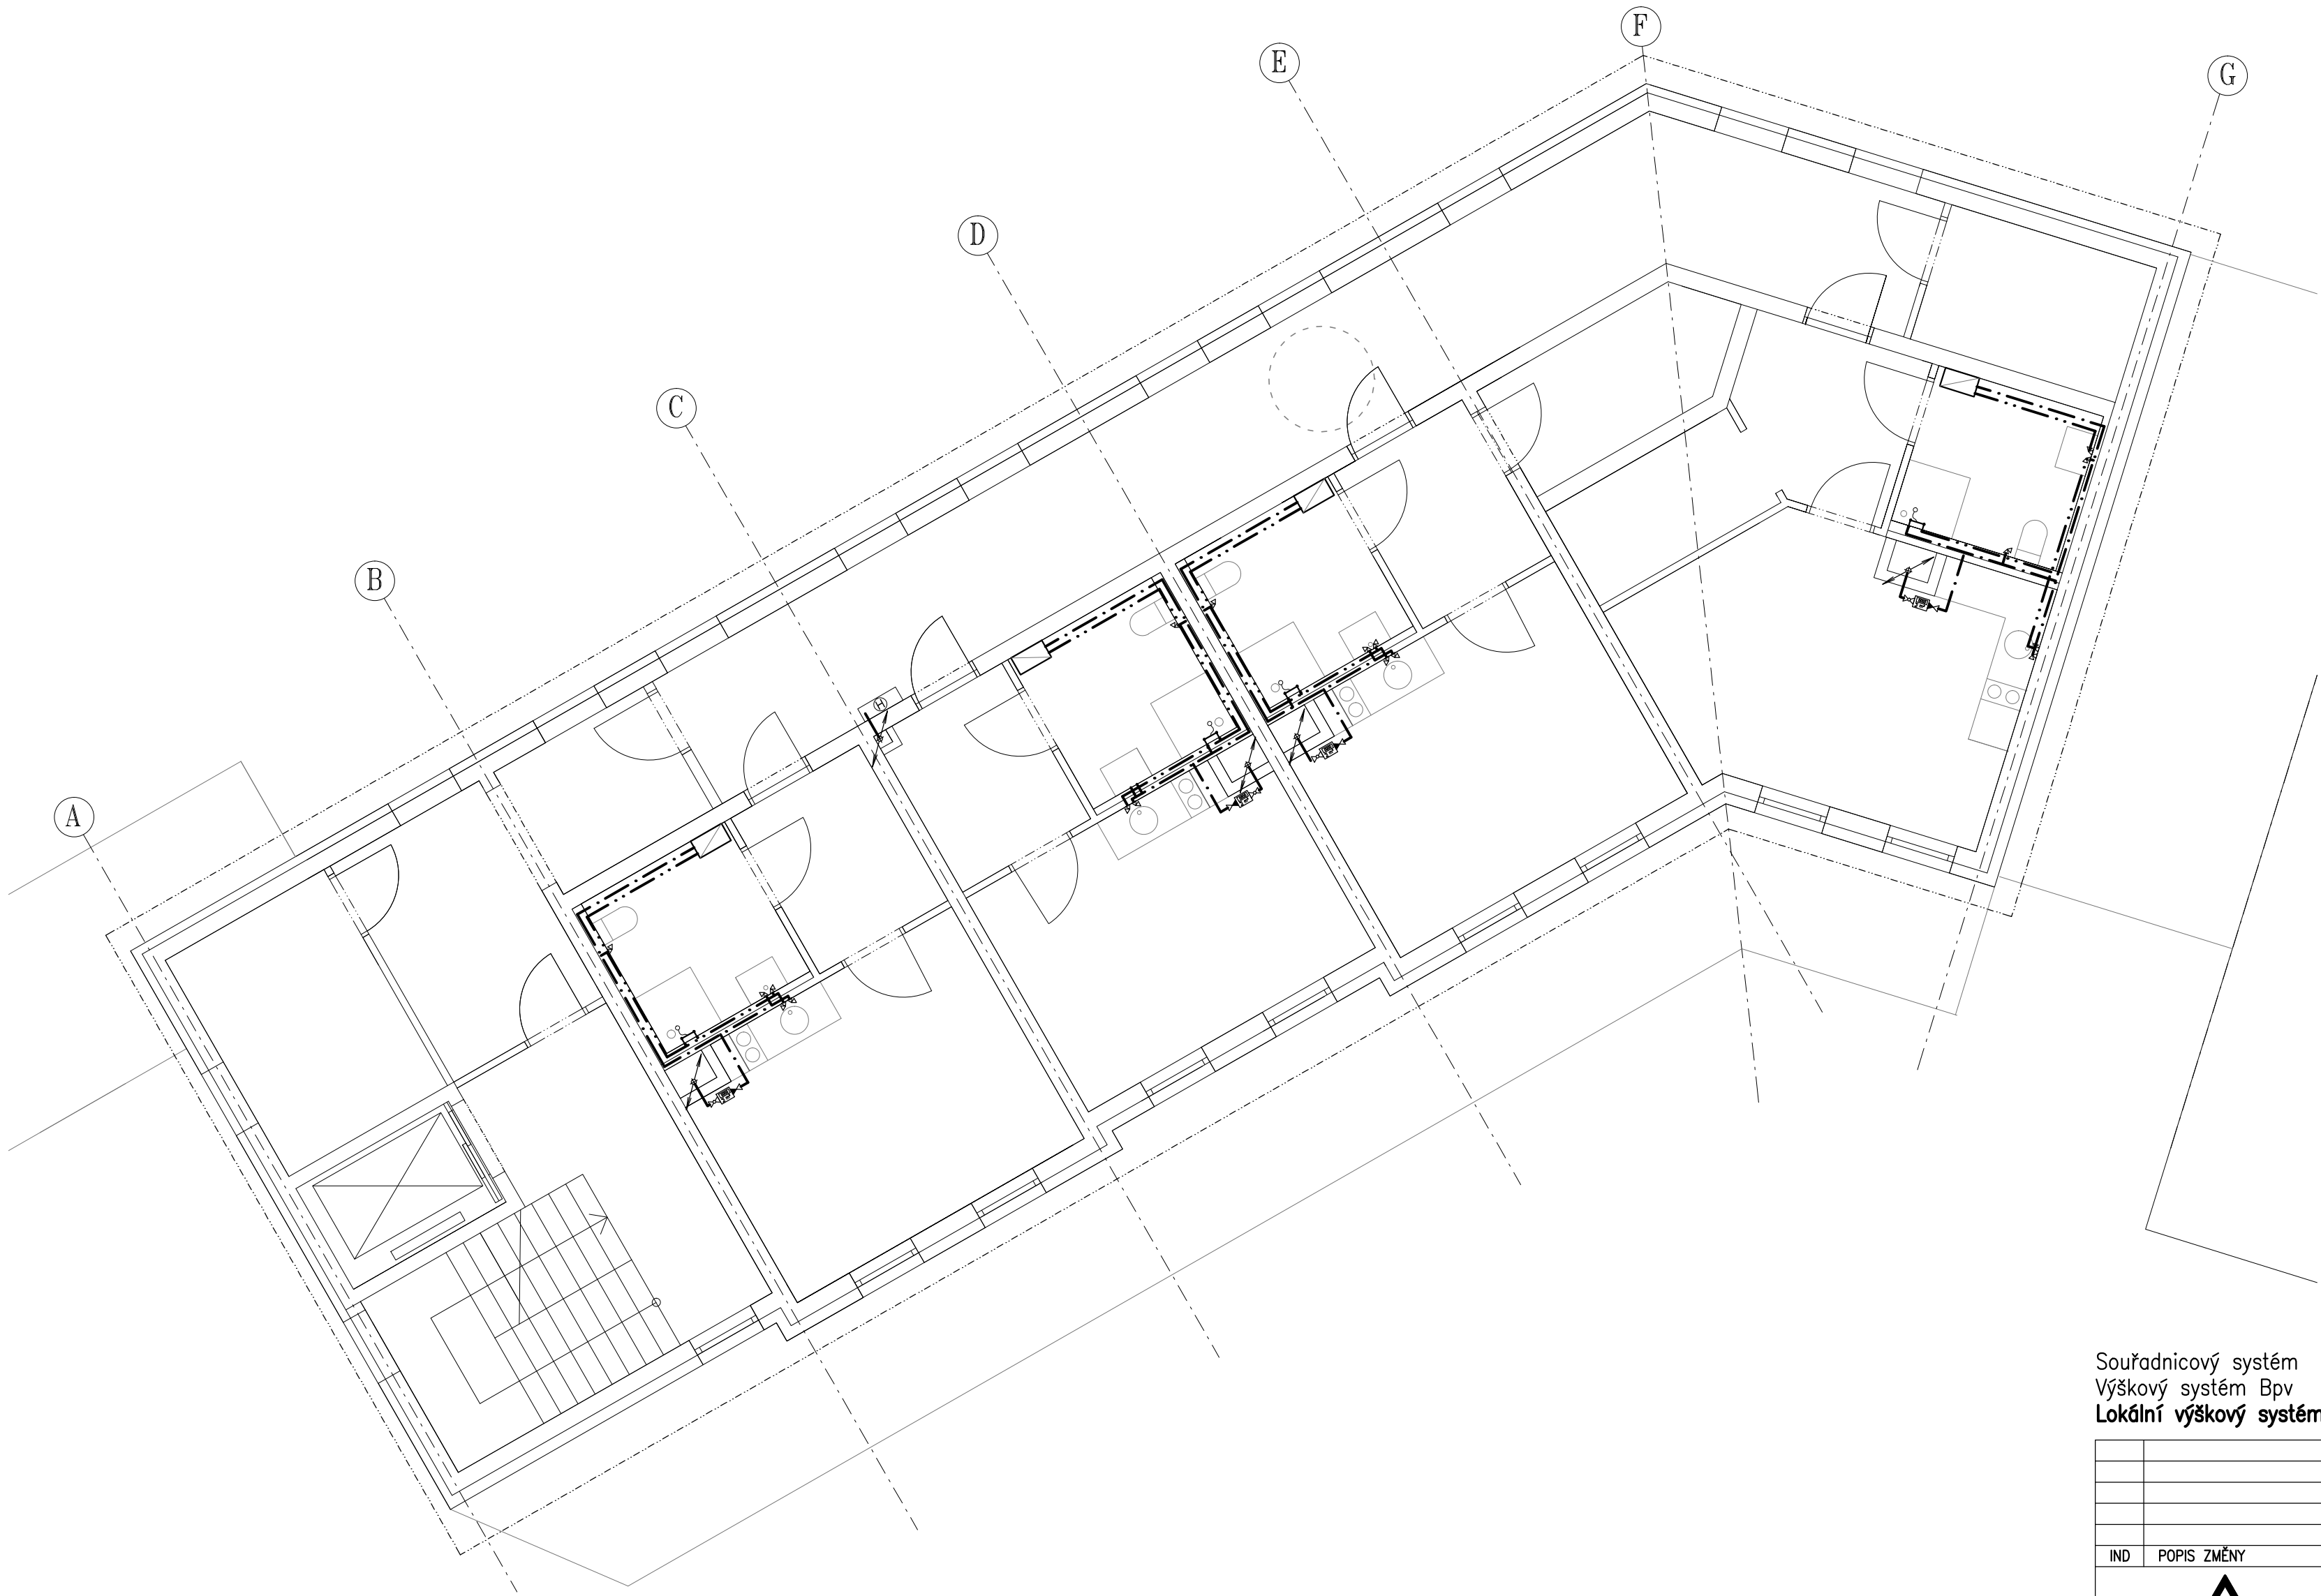 F
E
G
D
C
B
A
H
Souřadnicový systém
Výškový systém Bpv
Lokální výškový systém
IND POPIS ZMĚNY